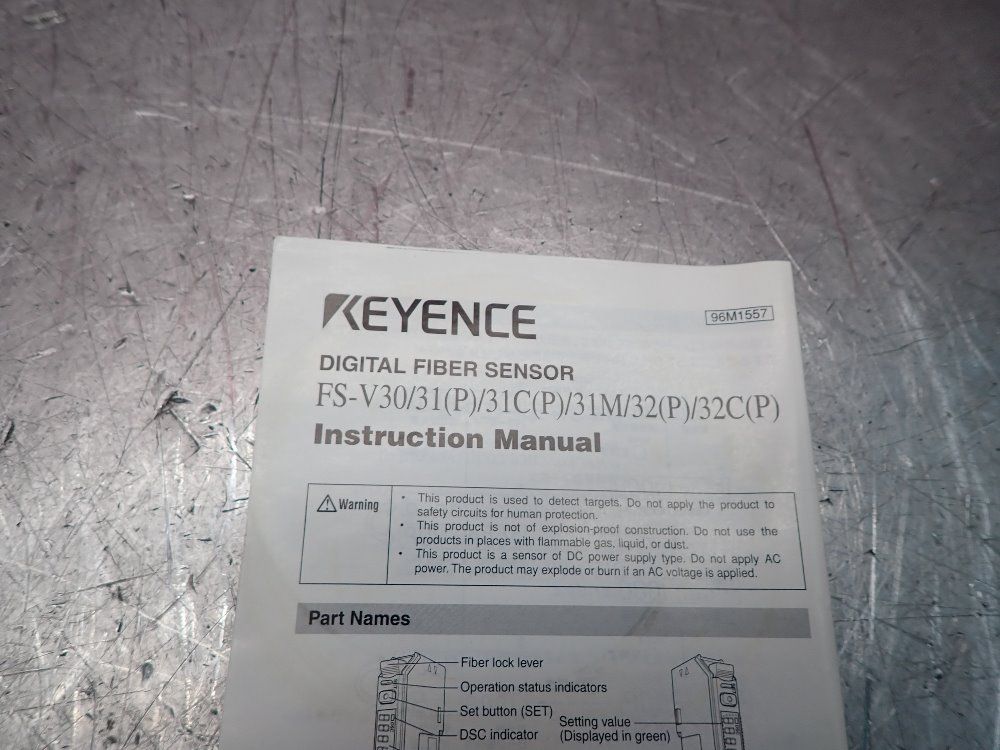 KEYENCE
96M1557
DIGITAL FIBER SENSOR
FS-V30/31(P)/31C(P)/31M/32(P)/32C(P)
Instruction Manual
Warning
• This product is used to detect targets. Do not apply the product to
safety circuits for human protection.
• This product is not of explosion-proof construction. Do not use the
products in places with flammable gas, liquid, or dust.
• This product is a sensor of DC power supply type. Do not apply AC
power. The product may explode or burn if an AC voltage is applied.
Part Names
Fiber lock lever
Operation status indicators
Set button (SET)
DSC indicator
Setting value
(Displayed in green)